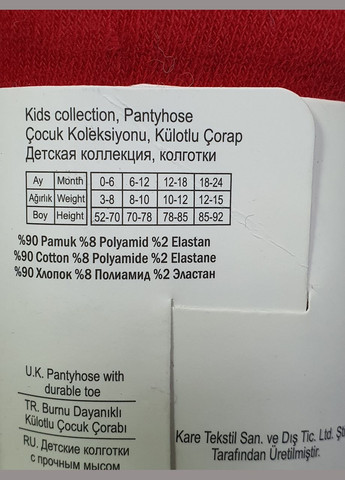 Kids collection, Pantyhose
Çocuk Koleksiyonu, Külotlu Çorap
Детская коллекция, колготки
Ay Month 0-6 6-12 12-18 18-24
Ağırlık Weight 3-8 8-10 10-12 12-15
Boy Height 52-70 70-78 78-85 85-92
%90 Pamuk %8 Polyamid %2 Elastan
%90 Cotton %8 Polyamide %2 Elastane
%90 Хлопок %8 Полиамид %2 Эластан
U.K. Pantyhose with
durable toe
TR. Burnu Dayanıklı
Külotlu Çocuk Çorabı
RU. Детские колготки
с прочным мысом
Kare Tekstil San. ve Dış Tic. Ltd. Şt
Tarafından Üretilmiştir.